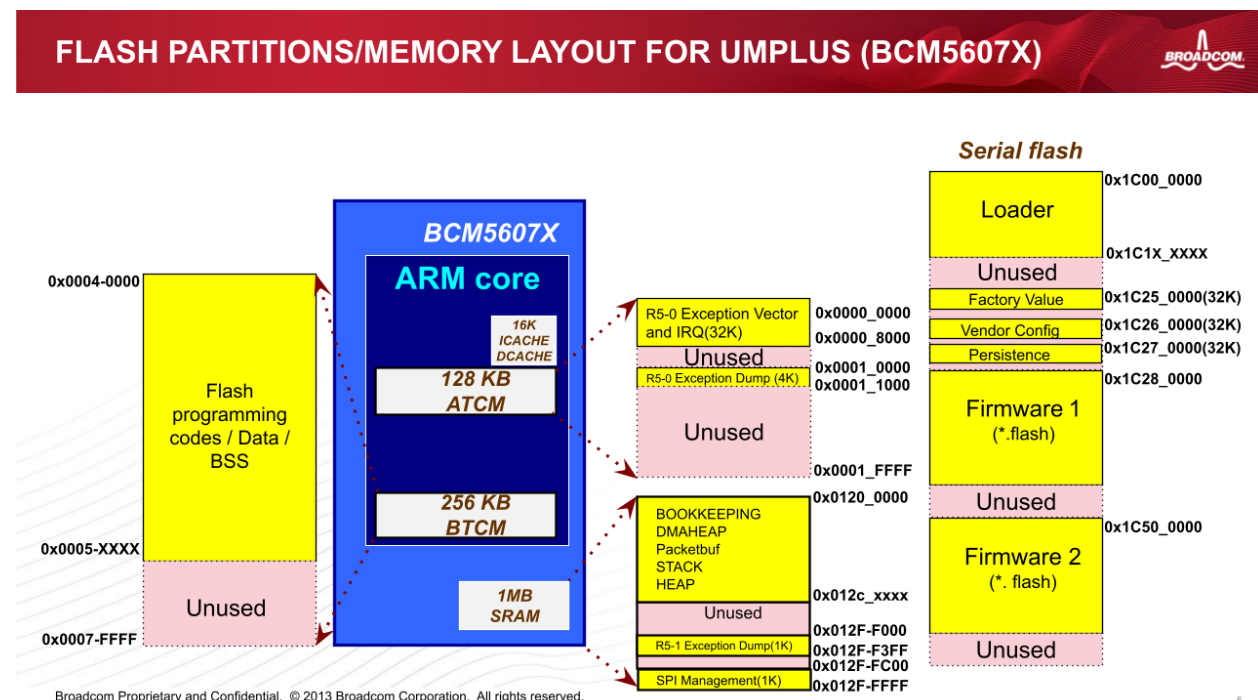 FLASH PARTITIONS/MEMORY LAYOUT FOR UMPLUS (BCM5607X)
BROADCOM.
Serial flash
0x1C00_0000
Loader
0x1C1X_XXXX
Unused
Factory Value
0x1C25_0000(32K)
Vendor Config
0x1C26_0000(32K)
Persistence
0x1C27_0000(32K)
0x1C28_0000
Firmware 1
(*.flash)
Unused
0x1C50_0000
Firmware 2
(*. flash)
Unused
BCM5607X
ARM core
16K
ICACHE
DCACHE
128 KB
ATCM
256 KB
BTCM
1MB
SRAM
0x0004-0000
Flash
programming
codes / Data /
BSS
0x0005-XXXX
Unused
0x0007-FFFF
R5-0 Exception Vector
and IRQ(32K)
0x0000_0000
0x0000_8000
Unused
0x0001_0000
R5-0 Exception Dump (4K)
0x0001_1000
Unused
0x0001_FFFF
0x0120_0000
BOOKKEEPING
DMAHEAP
Packetbuf
STACK
HEAP
0x012c_xxxx
Unused
0x012F-F000
R5-1 Exception Dump(1K)
0x012F-F3FF
0x012F-FC00
SPI Management(1K)
0x012F-FFFF
Broadcom Proprietary and Confidential. © 2013 Broadcom Corporation. All rights reserved.